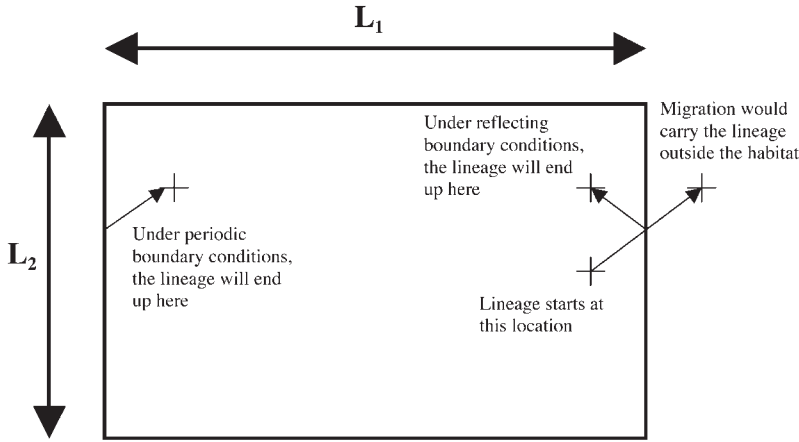 L1
Under reflecting
boundary conditions,
the lineage will end
up here
Migration would
carry the lineage
outside the habitat
L2
Under periodic
boundary conditions,
the lineage will end
up here
Lineage starts at
this location